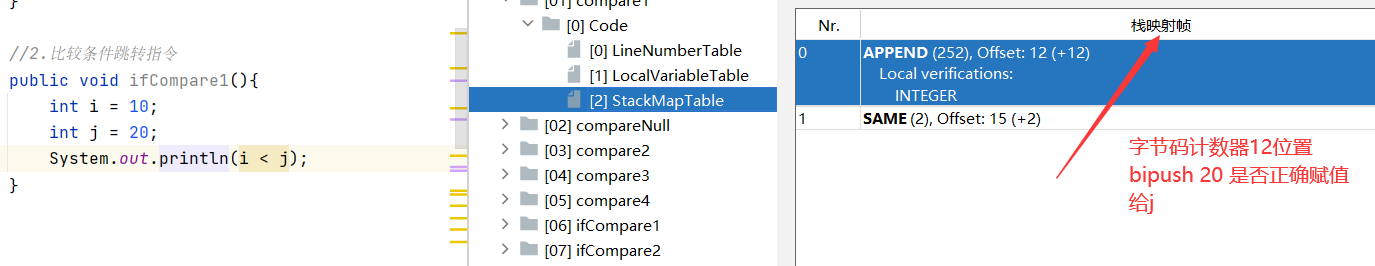 }
//2.比较条件跳转指令
public void ifCompare1(){
int i = 10;
int j = 20;
System.out.println(i < j);
}
[01] compare1
[0] Code
[0] LineNumberTable
[1] LocalVariableTable
[2] StackMapTable
[02] compareNull
[03] compare2
[04] compare3
[05] compare4
[06] ifCompare1
[07] ifCompare2
Nr. 栈映射帧
0 APPEND (252), Offset: 12 (+12)
Local verifications:
INTEGER
1 SAME (2), Offset: 15 (+2)
字节码计数器12位置
bipush 20 是否正确赋值
给j